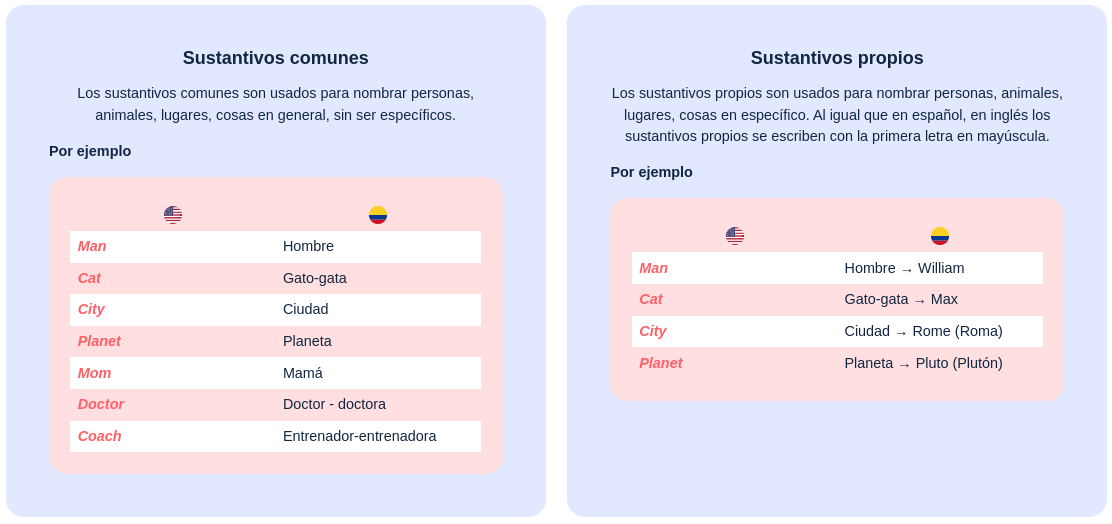 Sustantivos comunes
Los sustantivos comunes son usados para nombrar personas,
animales, lugares, cosas en general, sin ser específicos.
Por ejemplo
Man Hombre
Cat Gato-gata
City Ciudad
Planet Planeta
Mom Mamá
Doctor Doctor - doctora
Coach Entrenador-entrenadora
Sustantivos propios
Los sustantivos propios son usados para nombrar personas, animales,
lugares, cosas en específico. Al igual que en español, en inglés los
sustantivos propios se escriben con la primera letra en mayúscula.
Por ejemplo
Man Hombre → William
Cat Gato-gata → Max
City Ciudad → Rome (Roma)
Planet Planeta → Pluto (Plutón)